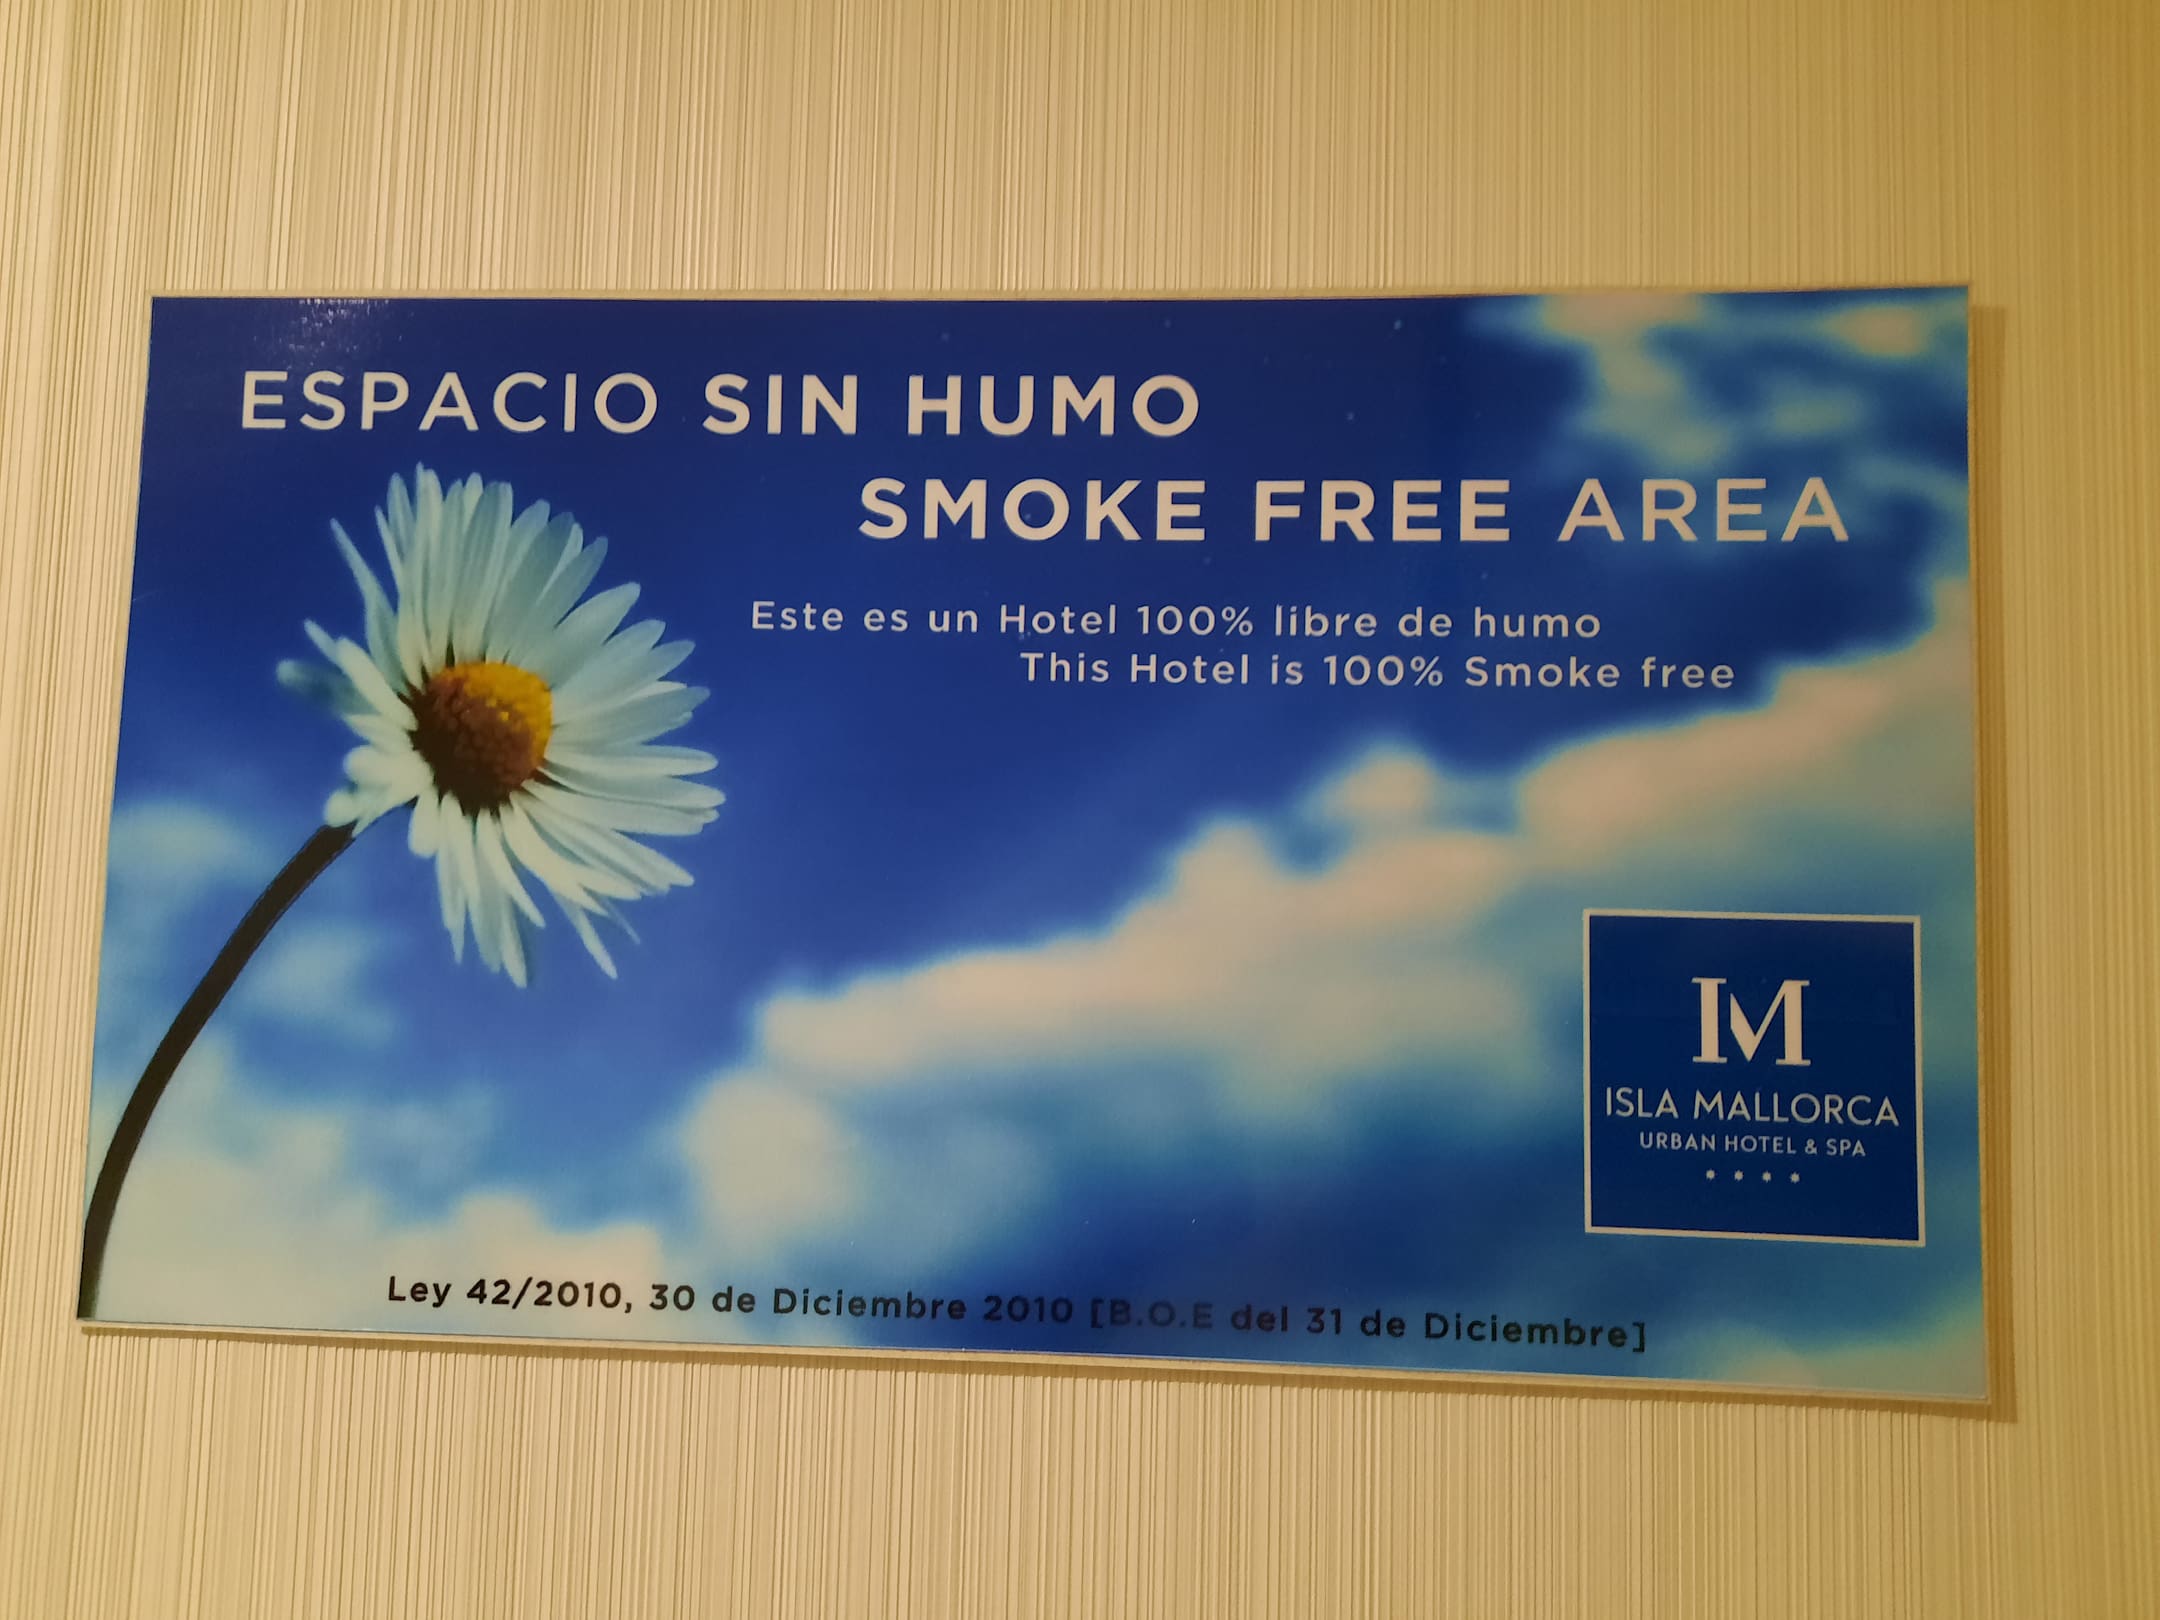 ESPACIO SIN HUMO
SMOKE FREE AREA
Este es un Hotel 100% libre de humo
This Hotel is 100% Smoke free
IM
ISLA MALLORCA
URBAN HOTEL & SPA
Ley 42/2010, 30 de Diciembre 2010 [B.O.E del 31 de Diciembre]